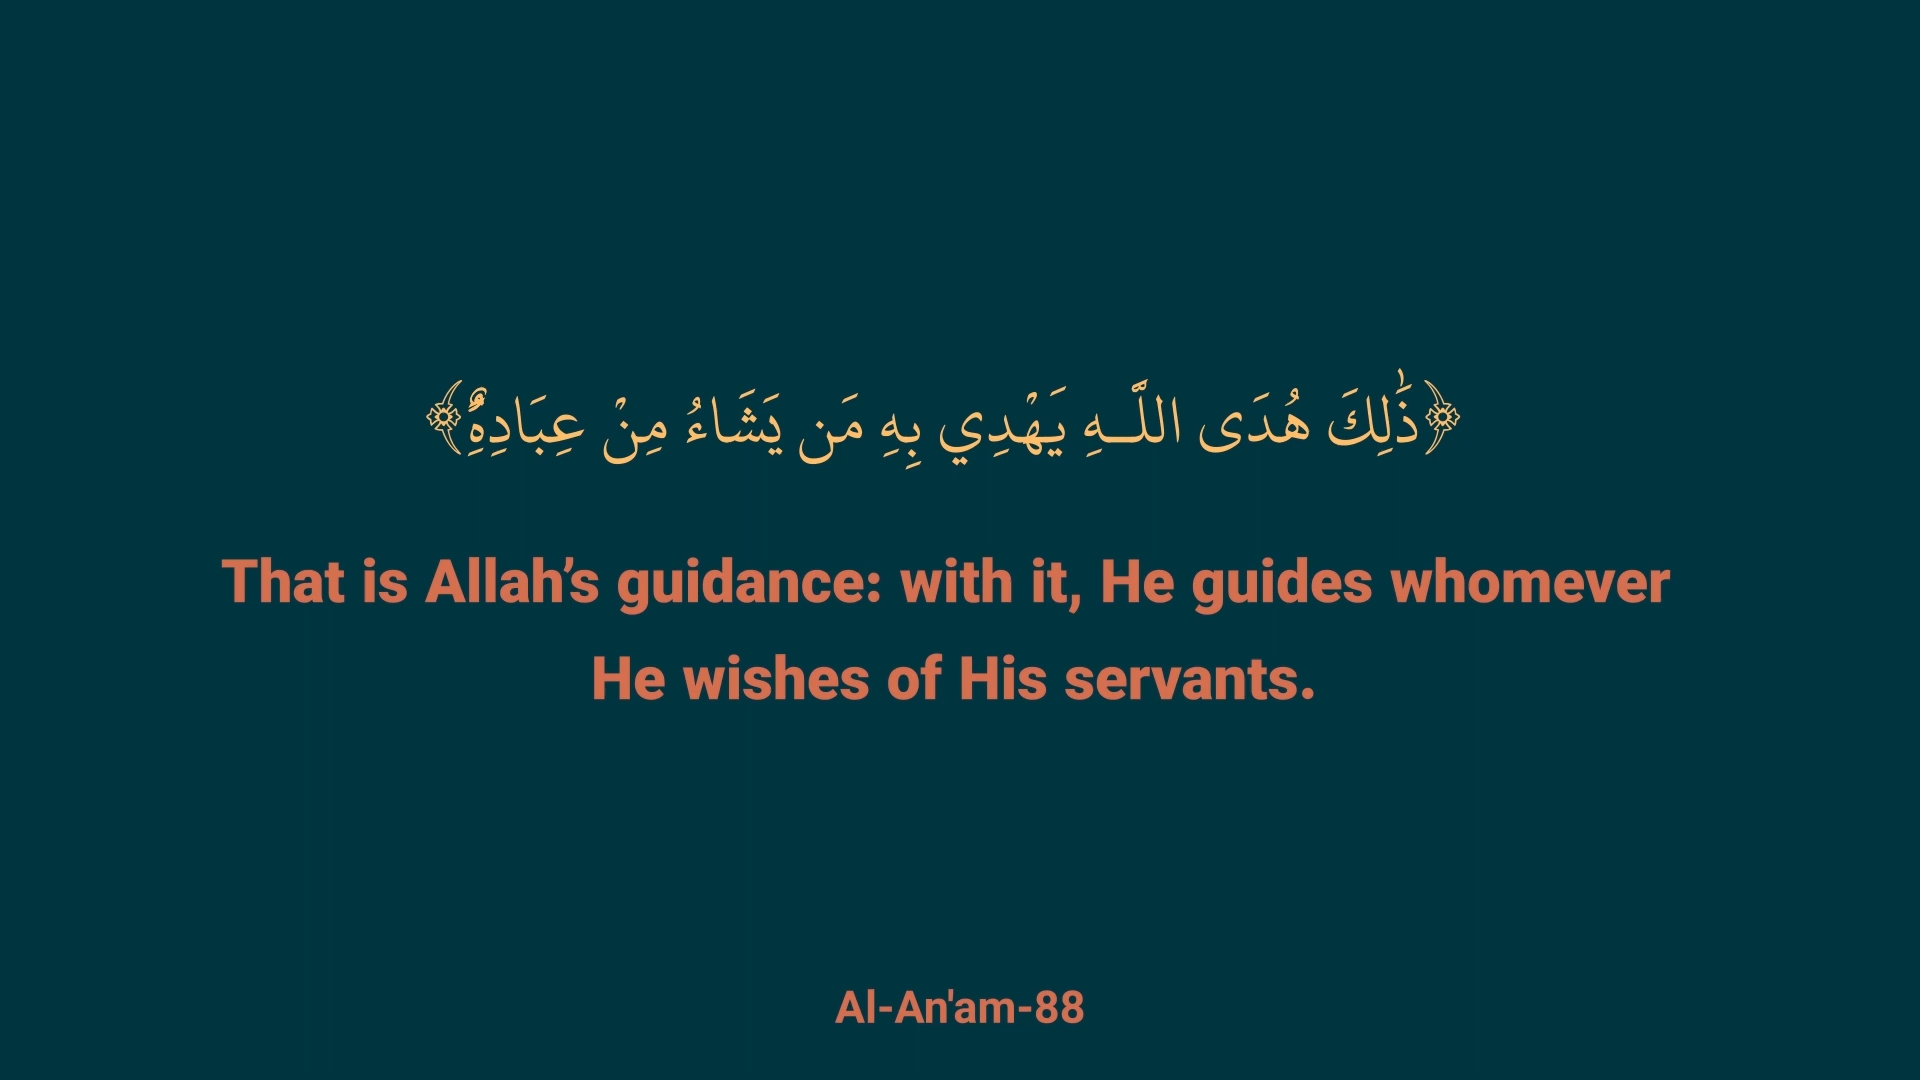 ﴿ذَٰلِكَ هُدَى اللَّـهِ يَهْدِي بِهِ مَن يَشَاءُ مِنْ عِبَادِهِ ۚ﴾
That is Allah’s guidance: with it, He guides whomever
He wishes of His servants.
Al-An'am-88